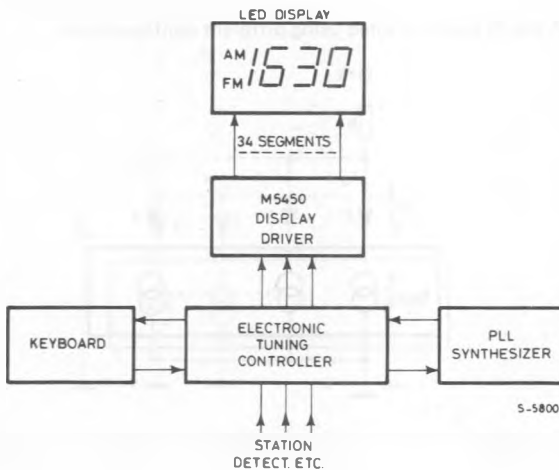 LED DISPLAY
AM
1630
FM
34 SEGMENTS
M5450
DISPLAY
DRIVER
KEYBOARD
ELECTRONIC
TUNING
CONTROLLER
PLL
SYNTHESIZER
S-5800
STATION
DETECT. ETC.